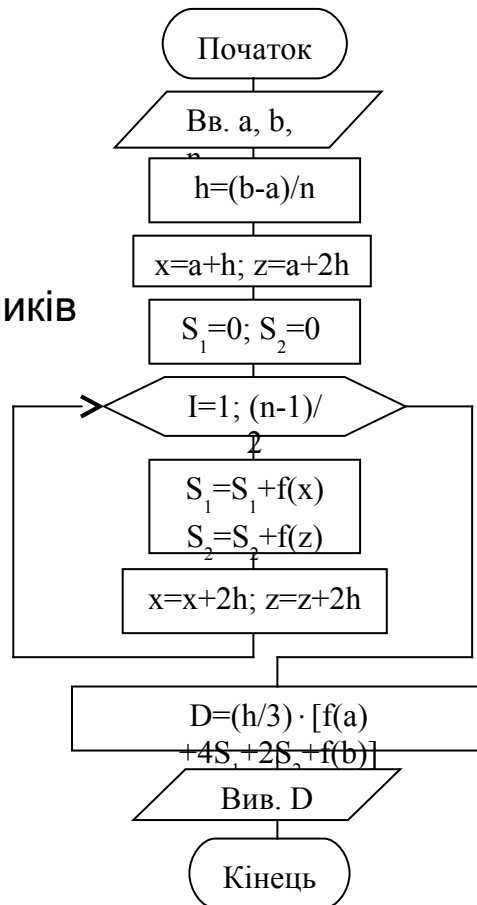 Початок
Вв. a, b,
n
h=(b-a)/n
x=a+h; z=a+2h
иків
S₁=0; S₂=0
I=1; (n-1)/
2
S₁=S₁+f(x)
S₂=S₂+f(z)
x=x+2h; z=z+2h
D=(h/3)·[f(a)
+4S₁+2S₂+f(b)]
Вив. D
Кінець